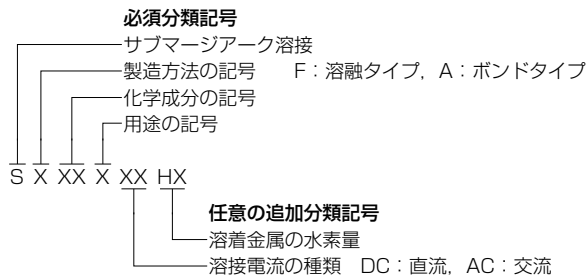 必須分類記号
サブマージアーク溶接
製造方法の記号　F：溶融タイプ，A：ボンドタイプ
化学成分の記号
用途の記号
S X XX X XX HX
任意の追加分類記号
溶着金属の水素量
溶接電流の種類　DC：直流，AC：交流